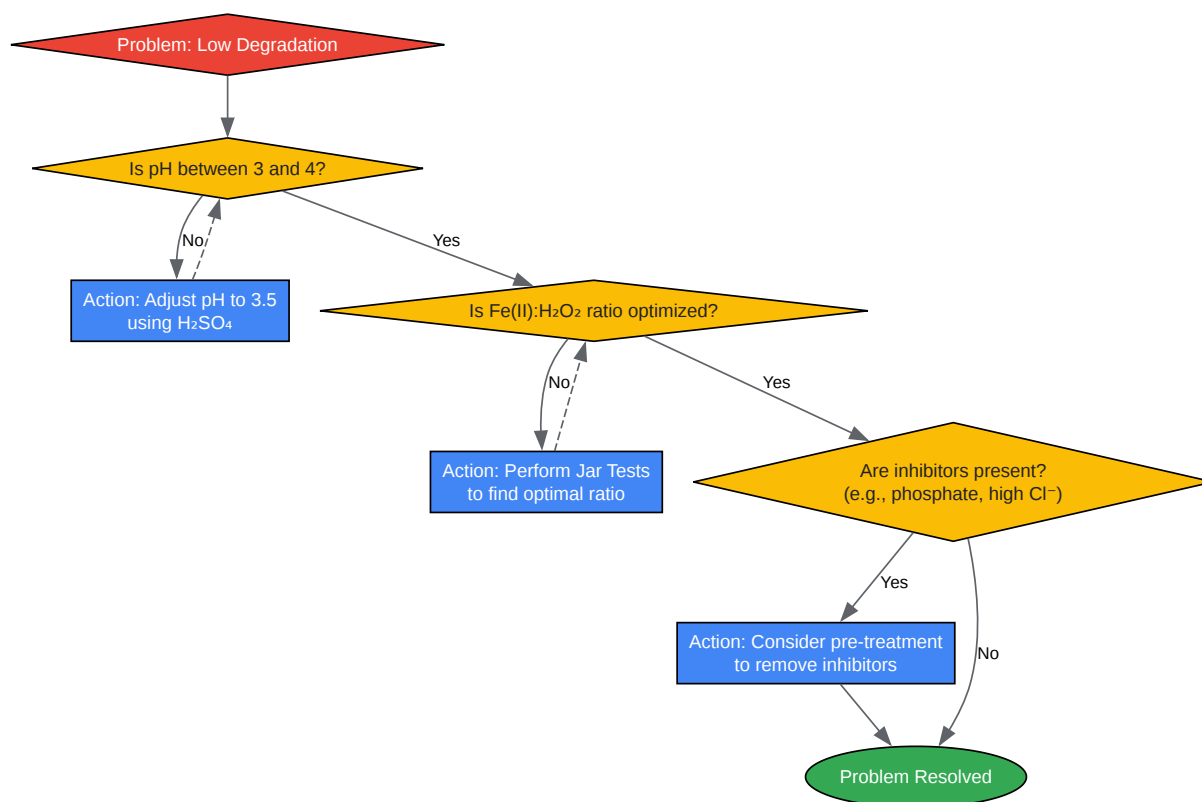 Problem: Low Degradation
Is pH between 3 and 4?
No
Yes
Action: Adjust pH to 3.5
using H₂SO₄
Is Fe(II):H₂O₂ ratio optimized?
No
Yes
Action: Perform Jar Tests
to find optimal ratio
Are inhibitors present?
(e.g., phosphate, high Cl⁻)
Yes
No
Action: Consider pre-treatment
to remove inhibitors
Problem Resolved